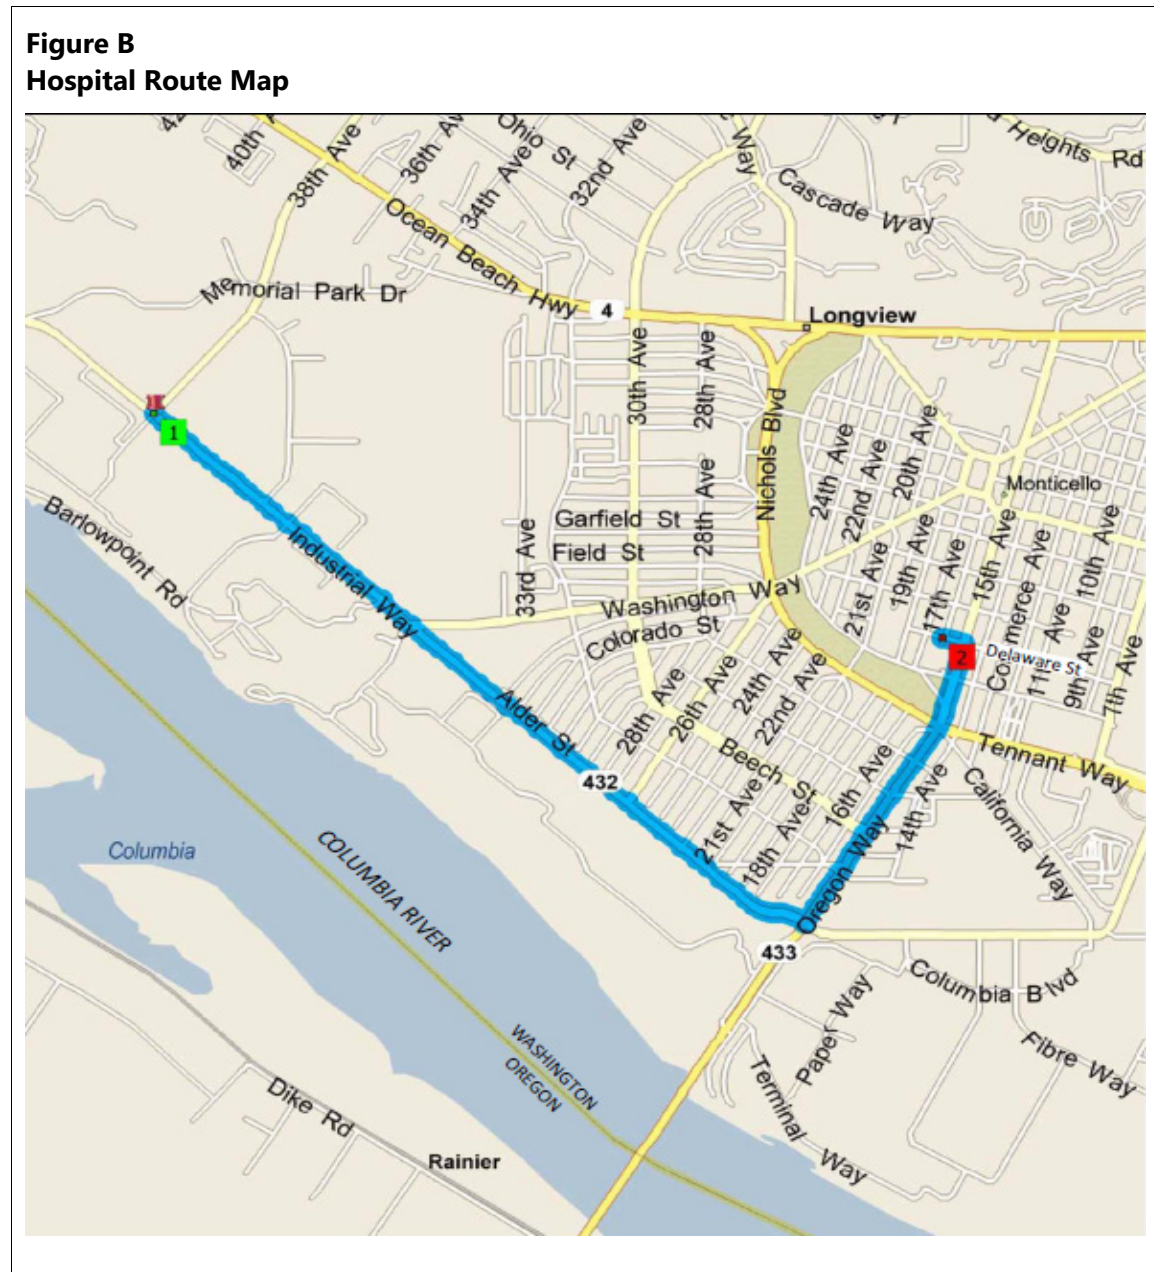 Figure B
Hospital Route Map
40th
38th Ave
36th Av
34th Ave
Ohio St
32nd Ave
Way
Cascade Way
Heights Rd
Ocean Beach Hwy
Memorial Park Dr
4
Longview
30th Ave
28th Ave
Nichols Blvd
24th Ave
22nd Ave
20th Ave
Monticello
1
Industrial Way
Barlowpoint Rd
33rd Ave
Garfield St
Field St
28th Ave
Washington Way
Colorado St
21st Ave
19th Ave
17th Ave
15th Ave
Commerce Ave
11t Ave
10th Ave
9th Ave
7th Ave
2
Delaware St
Alder St
432
28th Ave
26th Ave
24th Ave
22nd Ave
Beech St
21st Ave
18th Ave
16th Ave
14th Ave
Oregon Way
Tennant Way
California Way
433
Columbia Blvd
Paper Way
Fibre Way
Terminal Way
Columbia
COLUMBIA RIVER
WASHINGTON
OREGON
Dike Rd
Rainier